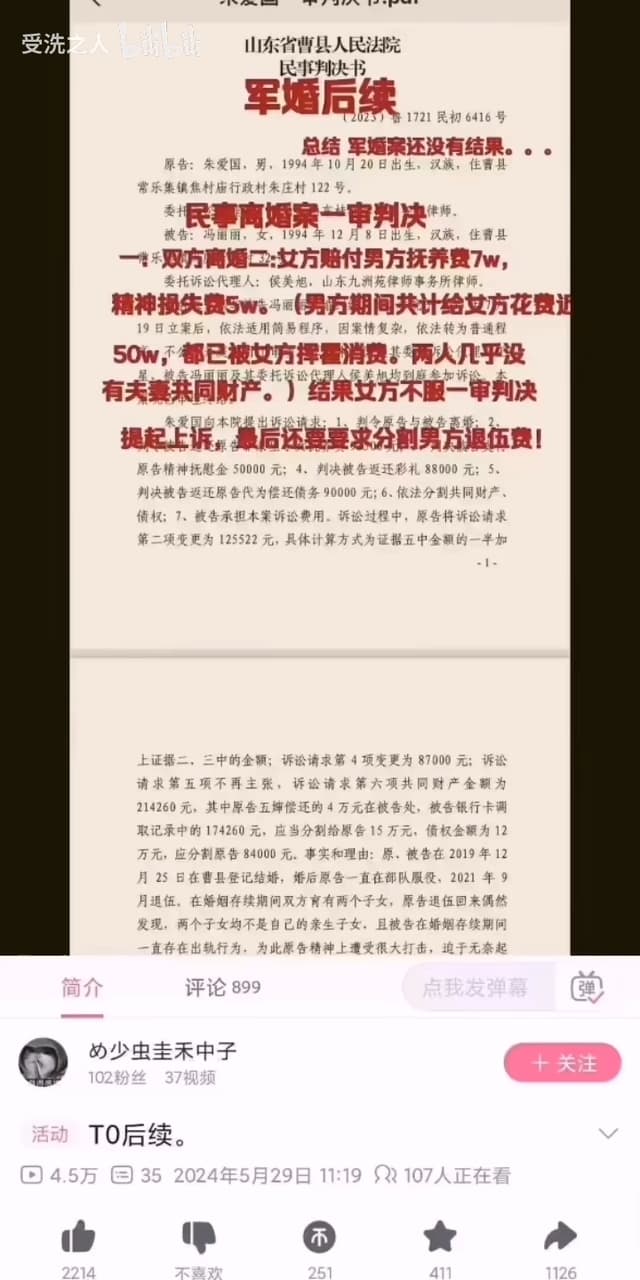 受洗之人 bilibili
山东省曹县人民法院
民事判决书
军婚后续
（2023）鲁 1721 民初 6416 号
总结 军婚案还没有结果。。。
原告：朱爱国，男，1994 年 10 月 20 日出生，汉族，住曹县
常乐集镇焦村庙行政村朱庄村 122 号。
民事离婚案一审判决
律师。
被告：冯丽丽，女，1994 年 12 月 8 日出生，汉族，住曹县
一：双方离婚二:女方赔付男方抚养费7w，
委托诉讼代理人：侯美旭，山东九洲苑律师事务所律师。
精神损失费5w。（男方期间共计给女方花费近
19 日立案后，依法适用简易程序，因案情复杂，依法转为普通程
50w，都已被女方挥霍消费。两人几乎没
星、被告冯丽丽及其委托诉讼代理人侯美旭均到庭参加诉讼。本
有夫妻共同财产。）结果女方不服一审判决
朱爱国向本院提出诉讼请求：1、判令原告与被告离婚；2、
提起上诉，最后还要要求分割男方退伍费！
原告精神抚慰金 50000 元；4、判决被告返还彩礼 88000 元；5、
判决被告返还原告代为偿还债务 90000 元；6、依法分割共同财产、
债权；7、被告承担本案诉讼费用。诉讼过程中，原告将诉讼请求
第二项变更为 125522 元，具体计算方式为证据五中金额的一半加
-1-
上证据二、三中的金额；诉讼请求第 4 项变更为 87000 元；诉讼
请求第五项不再主张，诉讼请求第六项共同财产金额为
214260 元，其中原告五婶偿还的 4 万元在被告处，被告银行卡调
取记录中的 174260 元，应当分割给原告 15 万元，债权金额为 12
万元，应分割原告 84000 元。事实和理由：原、被告在 2019 年 12
月 25 日在曹县登记结婚，婚后原告一直在部队服役，2021 年 9
月退伍。在婚姻存续期间双方育有两个子女，原告退伍回来偶然
发现，两个子女均不是自己的亲生子女，且被告在婚姻存续期间
一直存在出轨行为，为此原告精神上遭受很大打击，迫于无奈起
简介
评论 899
点我发弹幕
弹
め少虫圭禾中子
102粉丝 37视频
＋ 关注
活动 T0后续。
4.5万 35 2024年5月29日 11:19 107人正在看
2214 不喜欢 251 411 1126